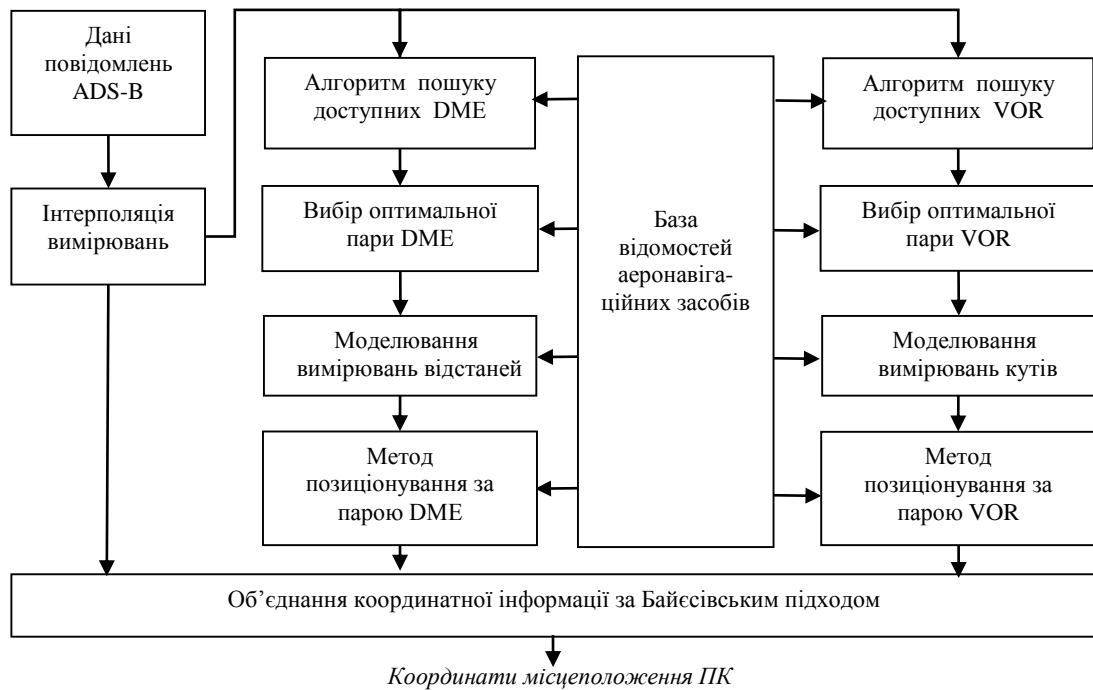 Дані
повідомлень
ADS-B
Інтерполяція
вимірювань
Алгоритм пошуку
доступних DME
Вибір оптимальної
пари DME
Моделювання
вимірювань відстаней
Метод
позиціонування за
парою DME
База
відомостей
аеронавіга-
ційних засобів
Алгоритм пошуку
доступних VOR
Вибір оптимальної
пари VOR
Моделювання
вимірювань кутів
Метод
позиціонування за
парою VOR
Об’єднання координатної інформації за Байєсівським підходом
Координати місцеположення ПК